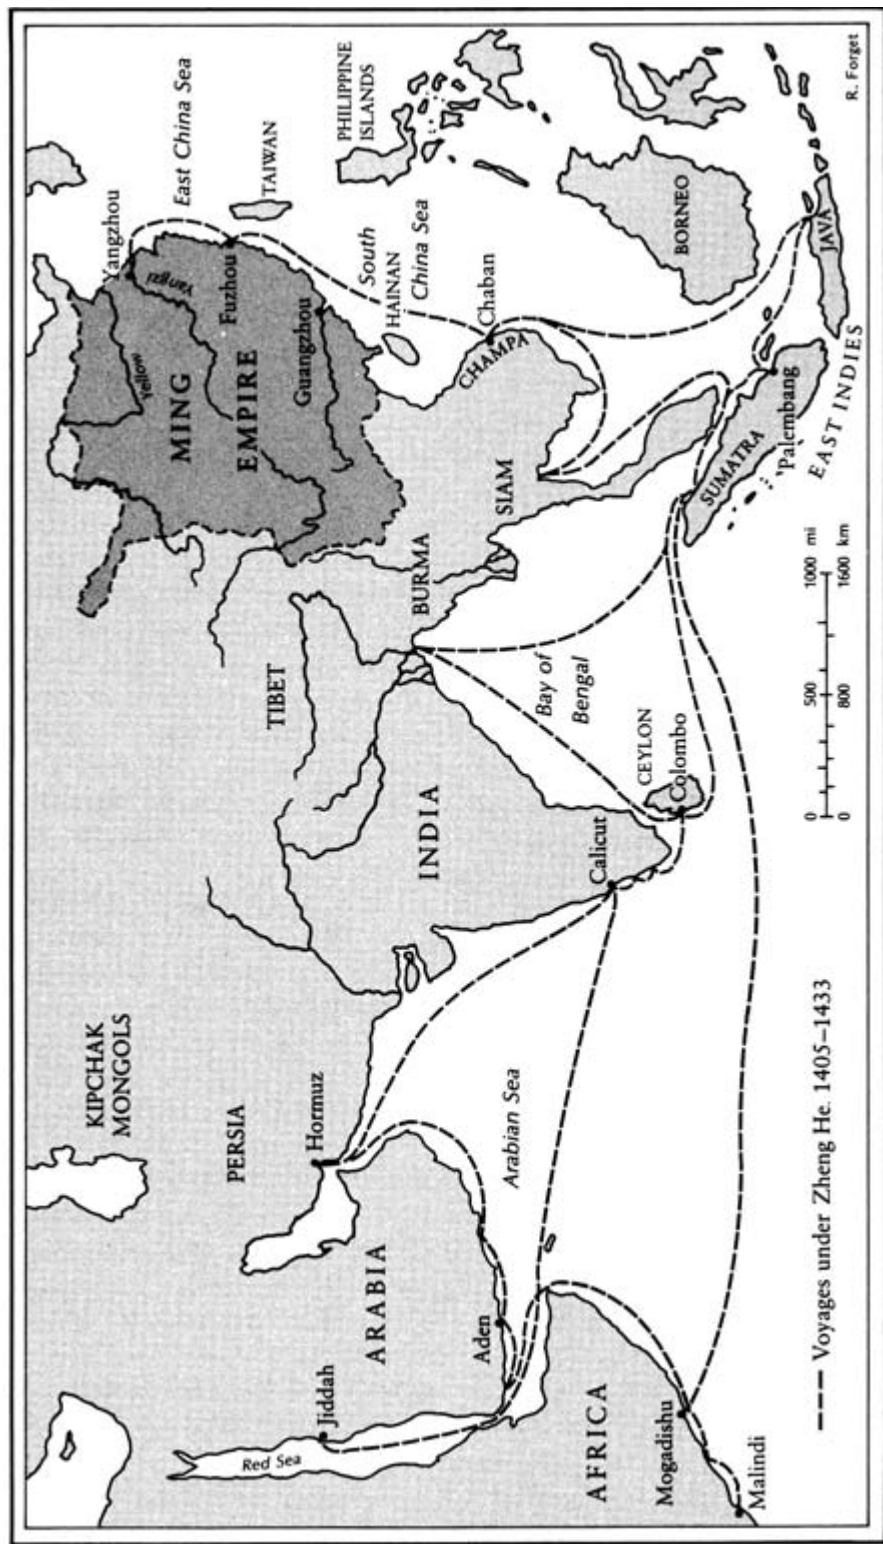 KIPCHAK
MONGOLS
PERSIA
Hormuz
ARABIA
Jiddah
Red Sea
Aden
AFRICA
Mogadishu
Malindi
Arabian Sea
TIBET
INDIA
Calicut
CEYLON
Colombo
Bay of
Bengal
BURMA
SIAM
CHAMPA
Chaban
MING
EMPIRE
Yellow
Yangzi
Yangzhou
Fuzhou
Guangzhou
East China Sea
TAIWAN
HAINAN
South
China Sea
PHILIPPINE
ISLANDS
BORNEO
SUMATRA
Palembang
JAVA
EAST INDIES
0 500 1000 mi
0 800 1600 km
Voyages under Zheng He. 1405–1433
R. Forget